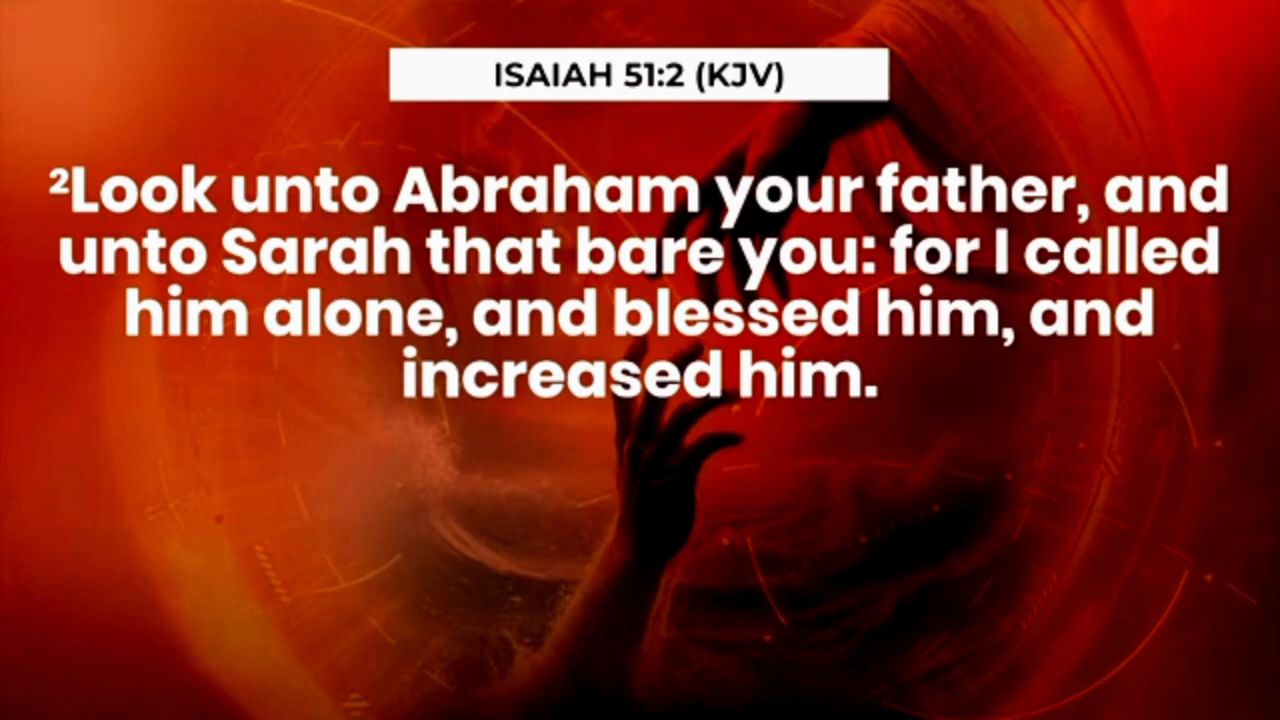 ISAIAH 51:2 (KJV)
²Look unto Abraham your father, and
unto Sarah that bare you: for I called
him alone, and blessed him, and
increased him.